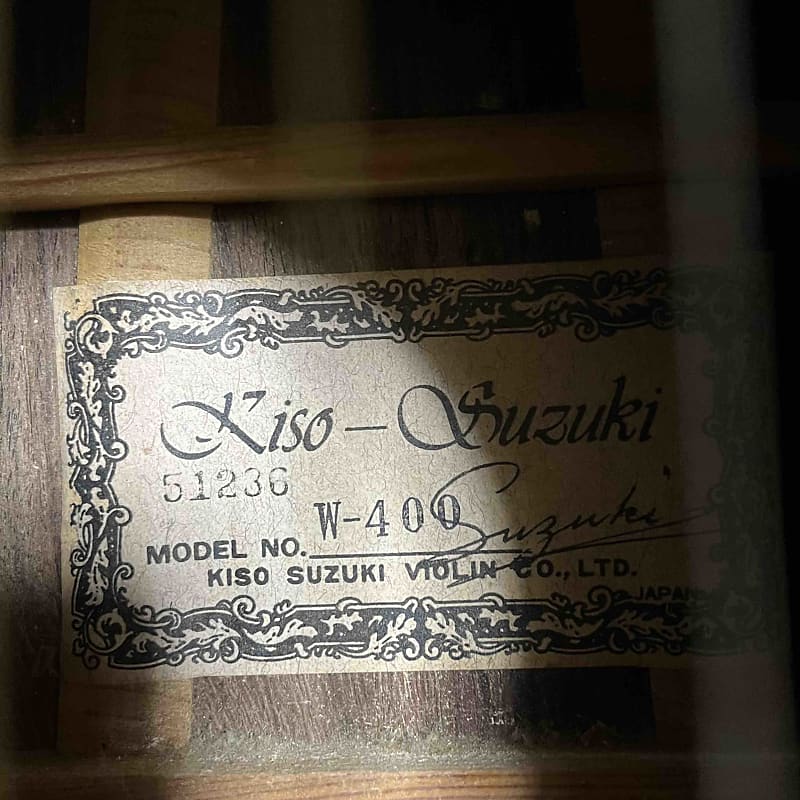 Kiso-Suzuki
51236
W-400
Suzuki
MODEL NO.
KISO SUZUKI VIOLIN CO., LTD.
JAPAN